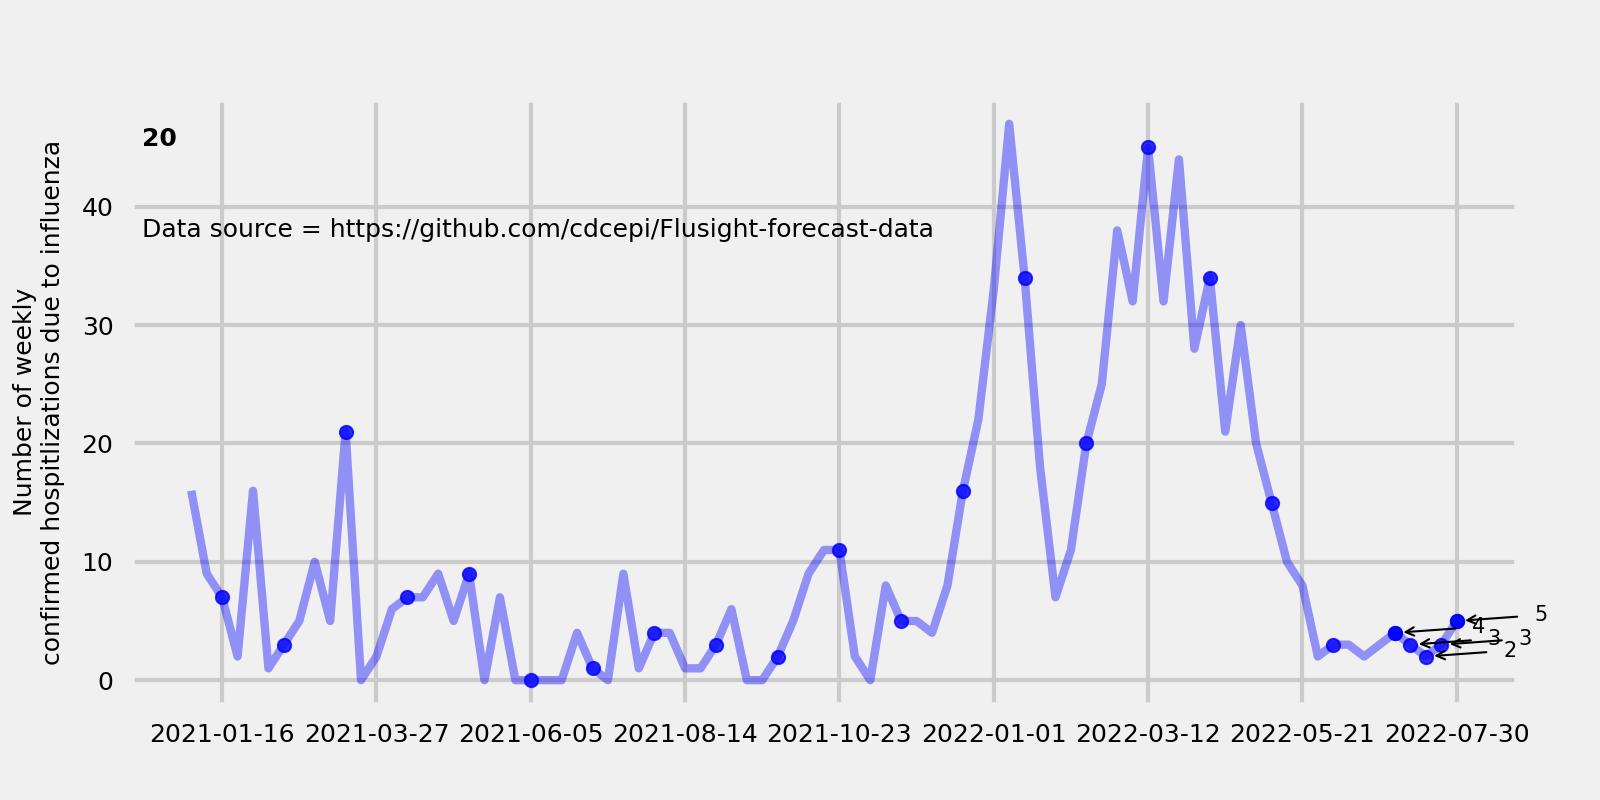 20
Data source = https://github.com/cdcepi/Flusight-forecast-data
Number of weekly
confirmed hospitlizations due to influenza
40
30
20
10
0
5
4
3
3
2
2021-01-16 2021-03-27 2021-06-05 2021-08-14 2021-10-23 2022-01-01 2022-03-12 2022-05-21 2022-07-30